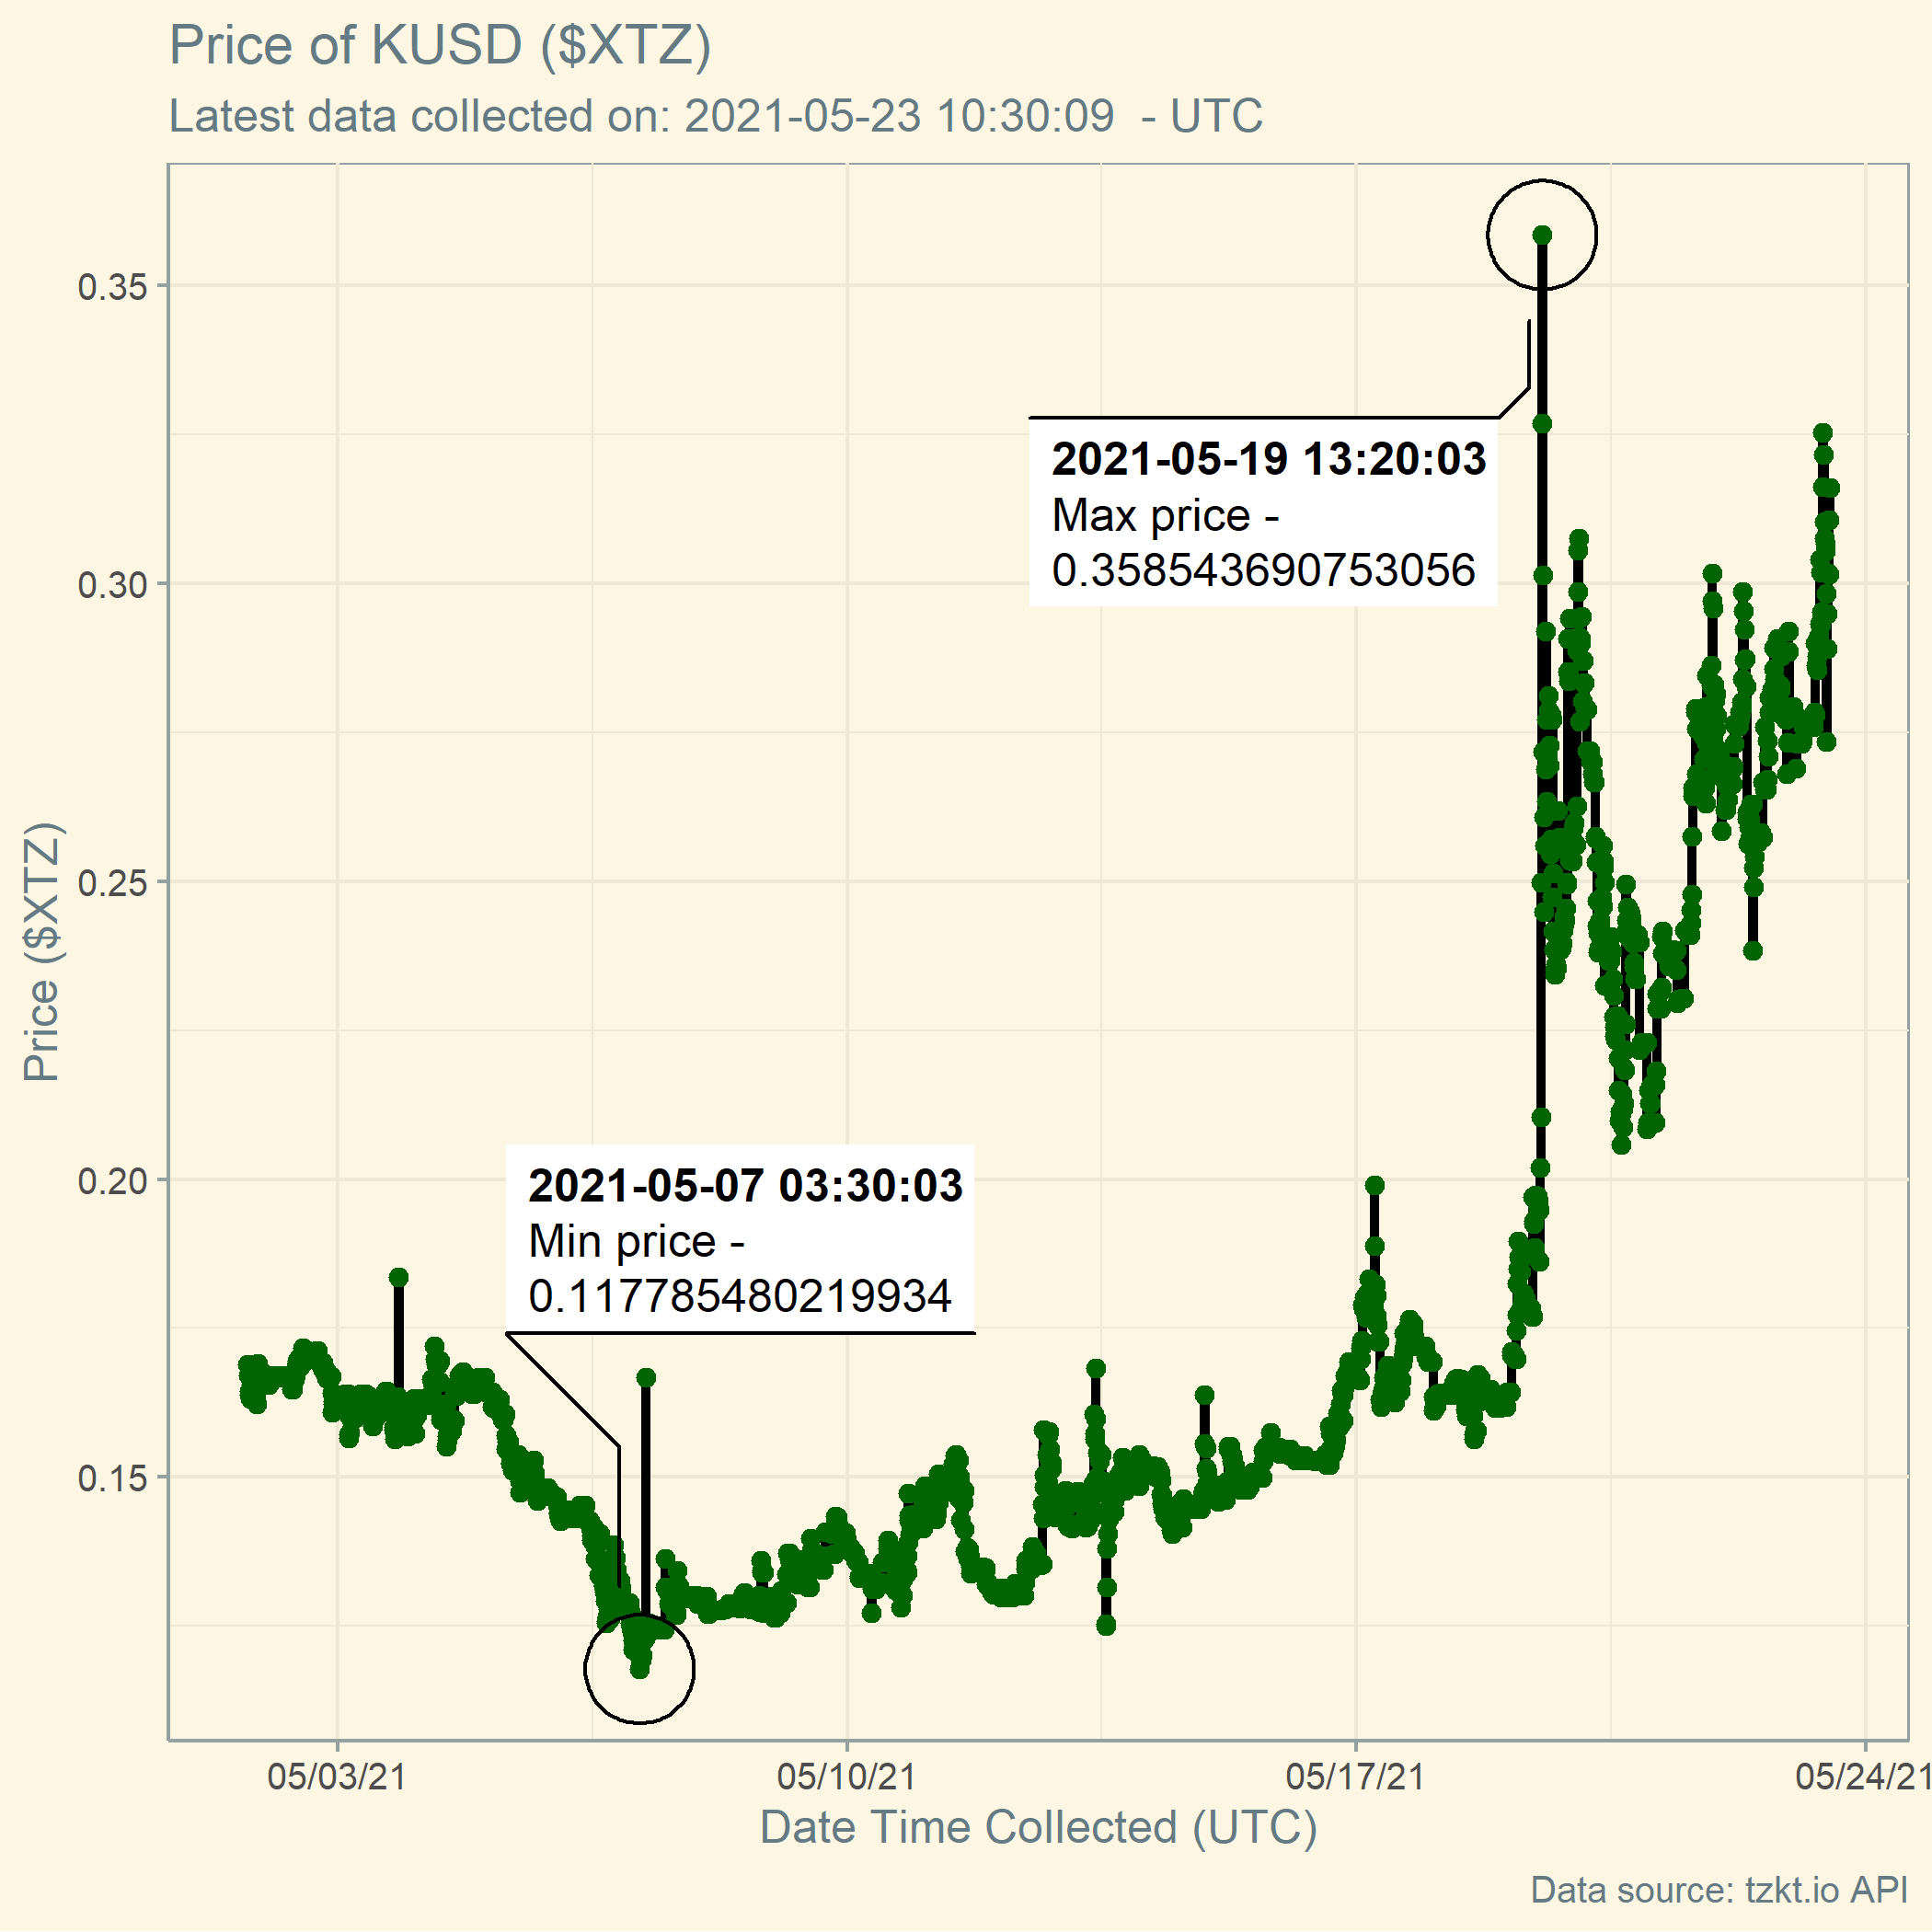 Price of KUSD ($XTZ)
Latest data collected on: 2021-05-23 10:30:09  - UTC
Price ($XTZ)
0.35
0.30
0.25
0.20
0.15
2021-05-19 13:20:03
Max price -
0.358543690753056
2021-05-07 03:30:03
Min price -
0.117785480219934
05/03/21
05/10/21
05/17/21
05/24/21
Date Time Collected (UTC)
Data source: tzkt.io API